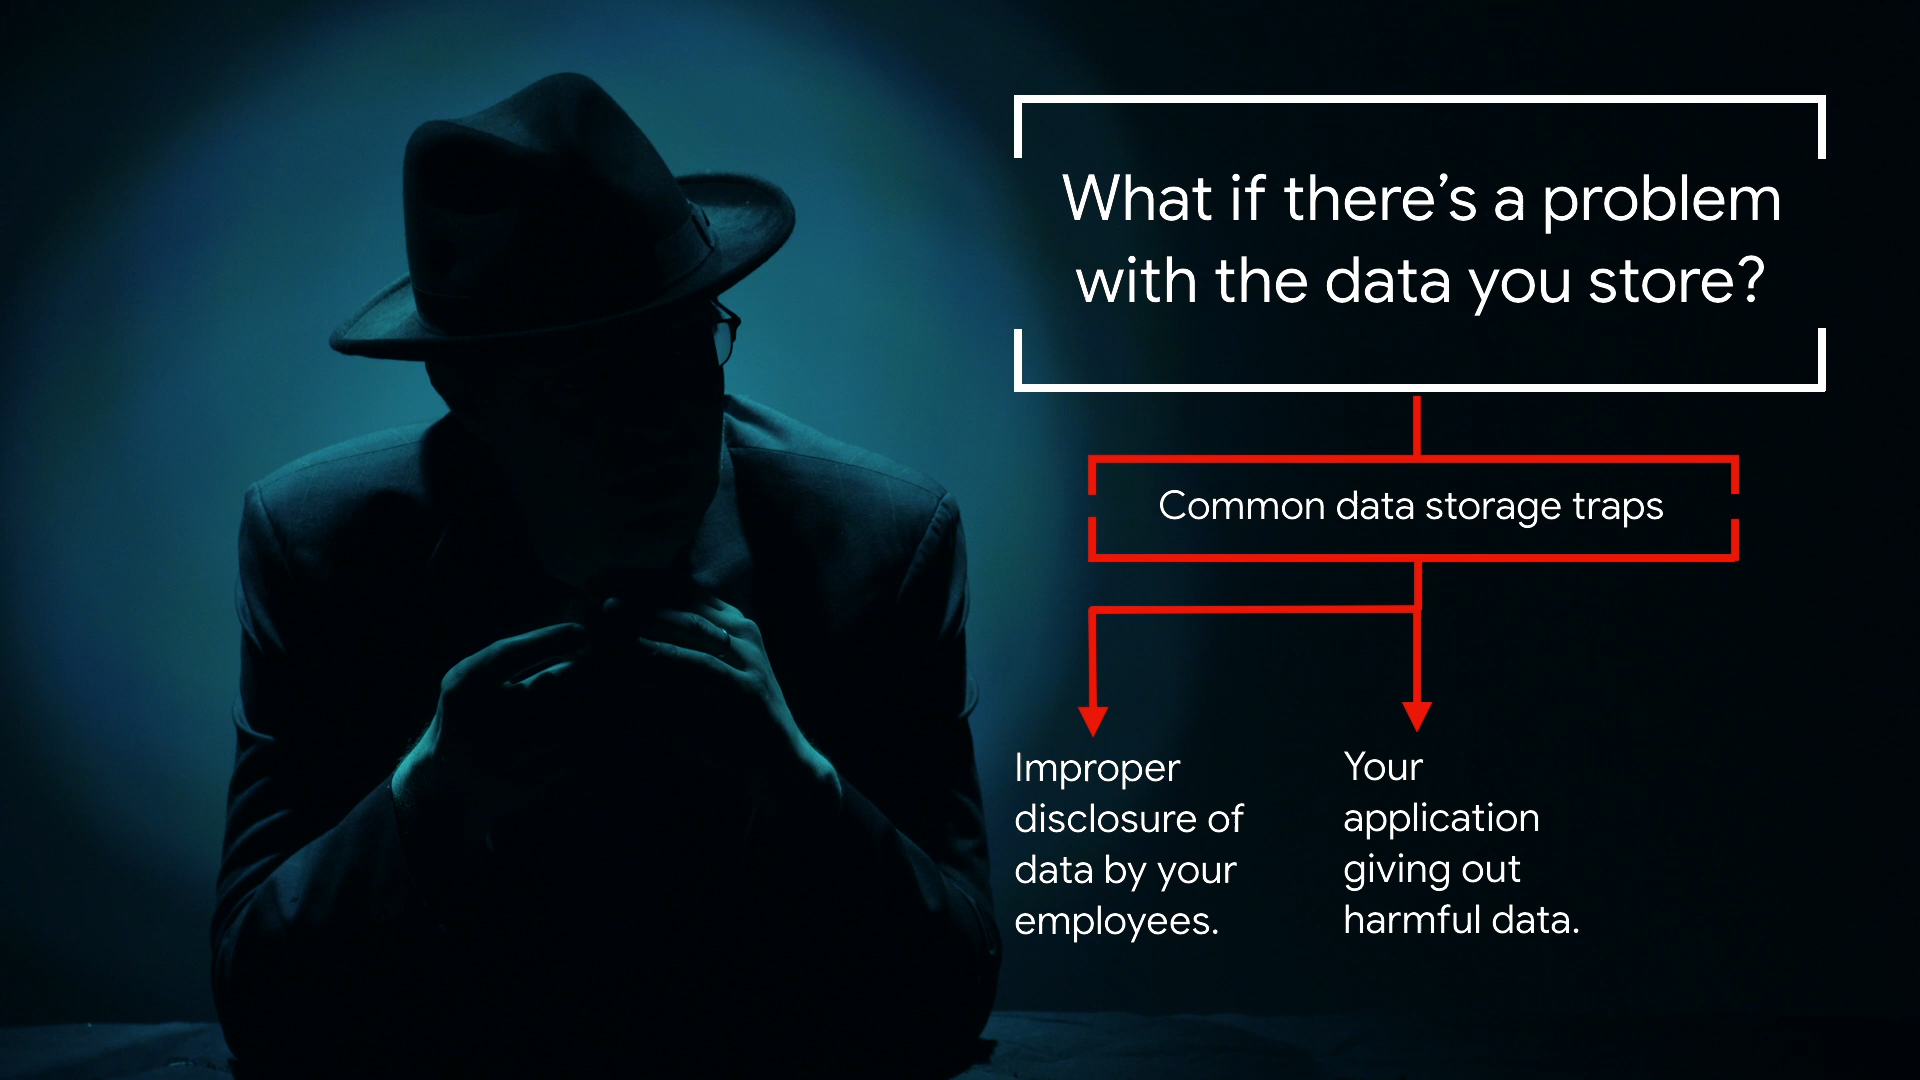 What if there’s a problem
with the data you store?
Common data storage traps
Improper
disclosure of
data by your
employees.
Your
application
giving out
harmful data.